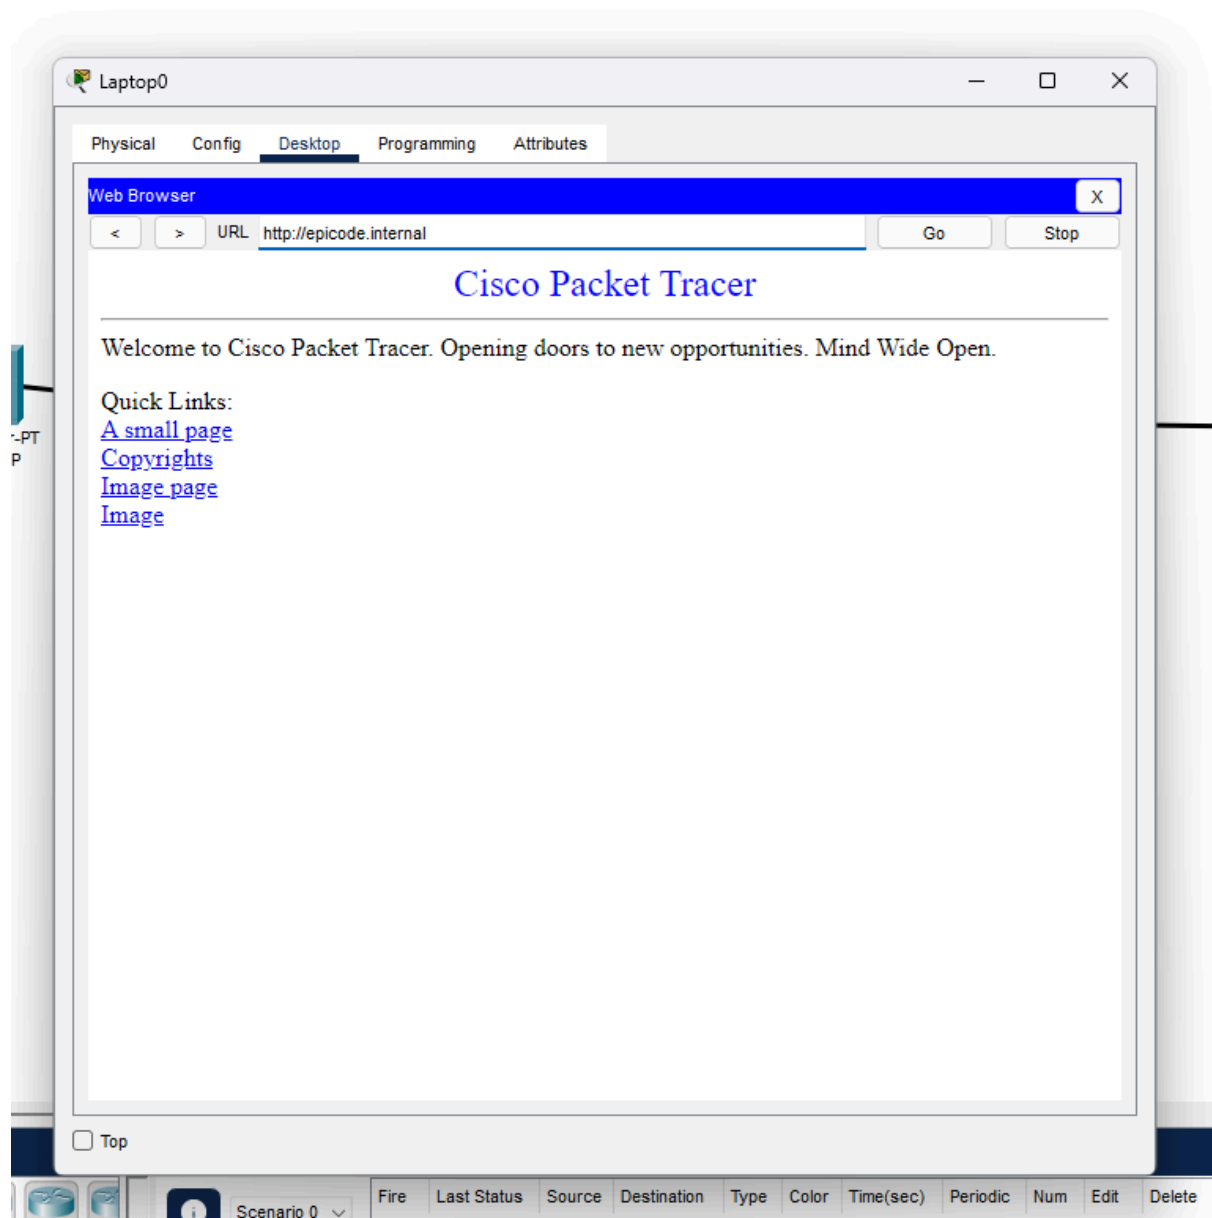 Laptop0
Physical Config Desktop Programming Attributes
Web Browser X
< > URL http://epicode.internal Go Stop
Cisco Packet Tracer
Welcome to Cisco Packet Tracer. Opening doors to new opportunities. Mind Wide Open.
Quick Links:
A small page
Copyrights
Image page
Image
-PT
P
Top
Fire Last Status Source Destination Type Color Time(sec) Periodic Num Edit Delete
Scenario 0